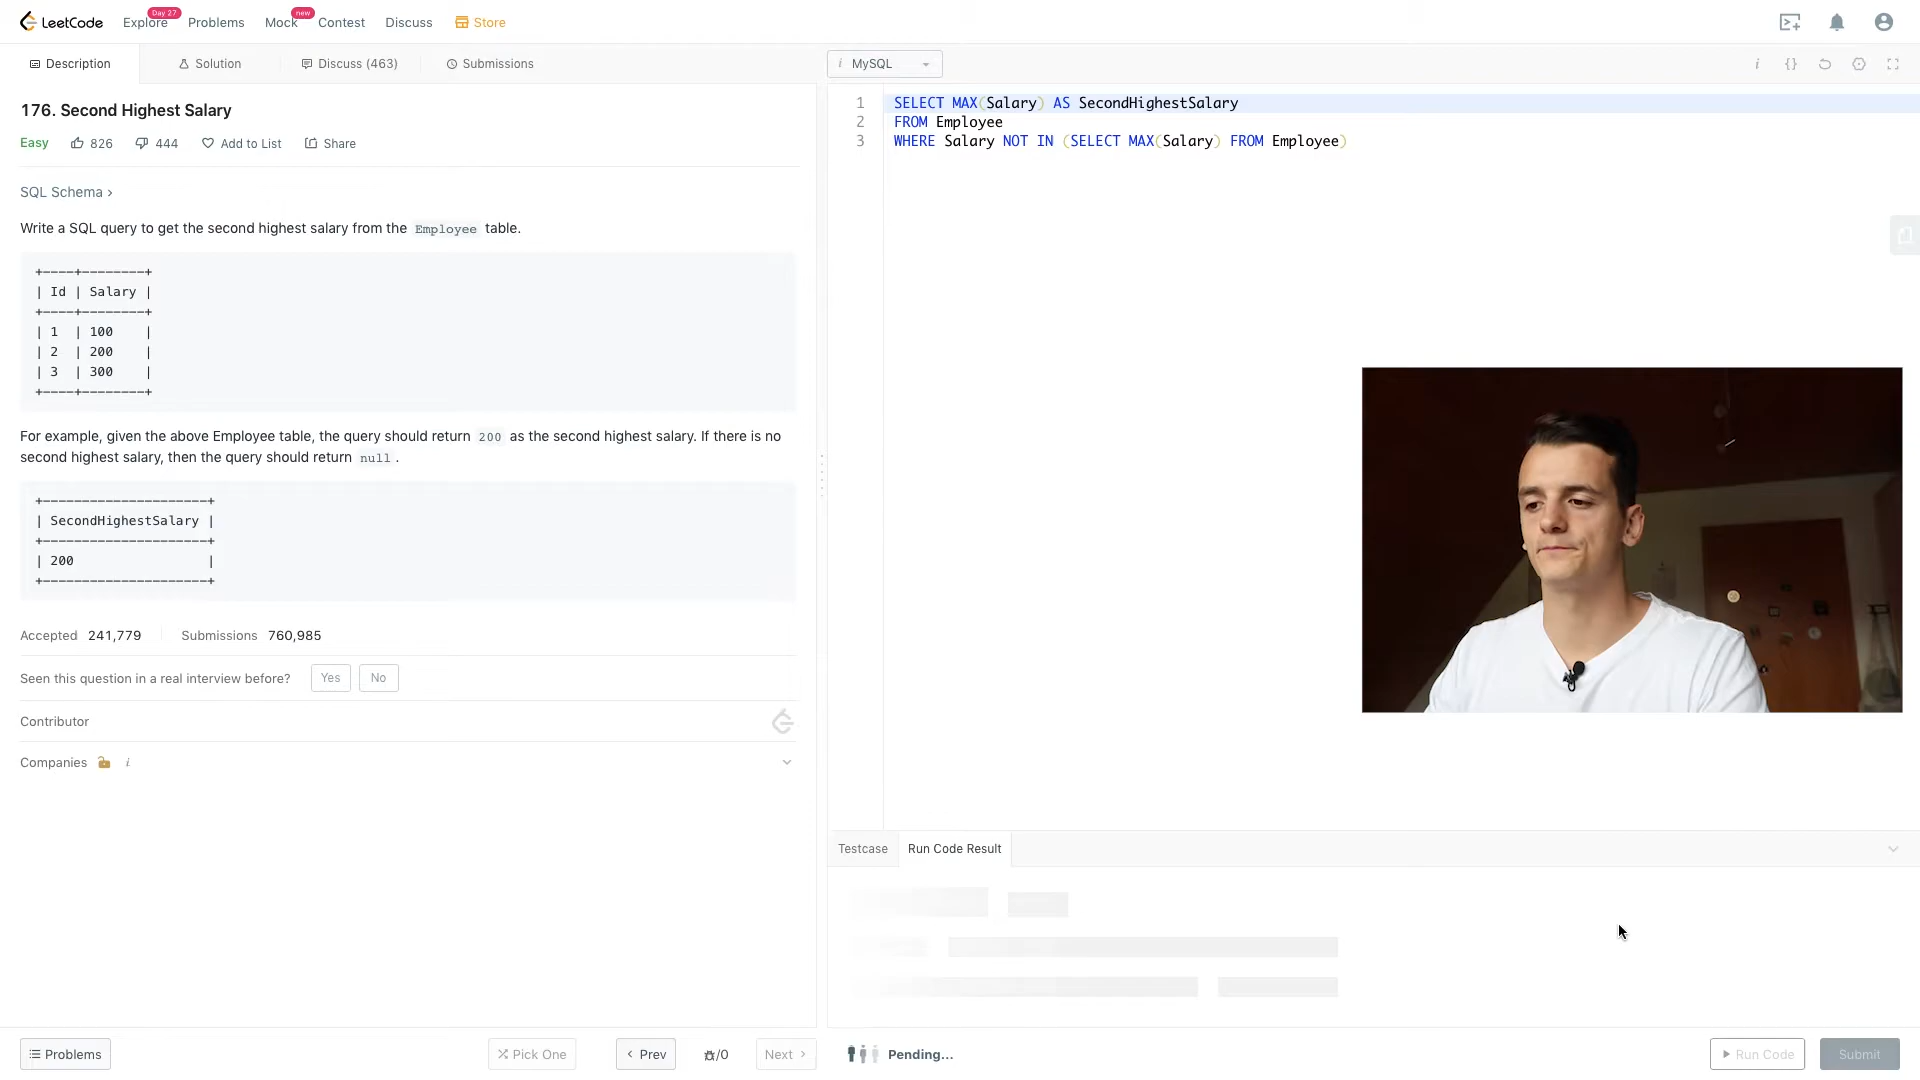 LeetCode
Explore
Day 27
Problems
Mock
new
Contest
Discuss
Store
Description
Solution
Discuss (463)
Submissions
i MySQL
i {}
176. Second Highest Salary
Easy 826 444 Add to List Share
SQL Schema ›
Write a SQL query to get the second highest salary from the Employee table.
+----+--------+
| Id | Salary |
+----+--------+
| 1  | 100    |
| 2  | 200    |
| 3  | 300    |
+----+--------+
For example, given the above Employee table, the query should return 200 as the second highest salary. If there is no
second highest salary, then the query should return null.
+---------------------+
| SecondHighestSalary |
+---------------------+
| 200                 |
+---------------------+
Accepted 241,779 Submissions 760,985
Seen this question in a real interview before? Yes No
Contributor
Companies i
1 SELECT MAX(Salary) AS SecondHighestSalary
2 FROM Employee
3 WHERE Salary NOT IN (SELECT MAX(Salary) FROM Employee)
Testcase
Run Code Result
Problems
Pick One
‹ Prev
/0
Next ›
Pending...
Run Code
Submit